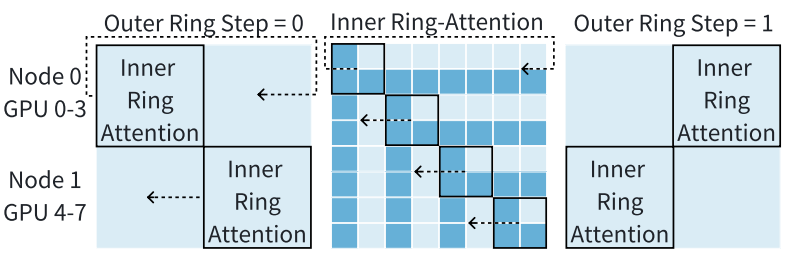 Outer Ring Step = 0
Inner Ring-Attention
Outer Ring Step = 1
Node 0
GPU 0-3
Inner
Ring
Attention
Inner
Ring
Attention
Node 1
GPU 4-7
Inner
Ring
Attention
Inner
Ring
Attention